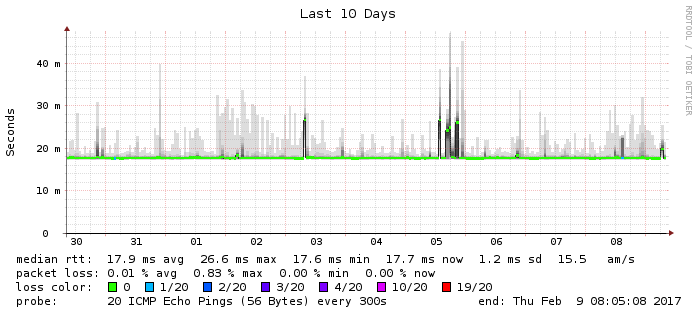 Last 10 Days
RRDTOOL / TOBI OETIKER
Seconds
40 m
30 m
20 m
10 m
0
30 31 01 02 03 04 05 06 07 08
median rtt: 17.9 ms avg 26.6 ms max 17.6 ms min 17.7 ms now 1.2 ms sd 15.5 am/s
packet loss: 0.01 % avg 0.83 % max 0.00 % min 0.00 % now
loss color: 0 1/20 2/20 3/20 4/20 10/20 19/20
probe: 20 ICMP Echo Pings (56 Bytes) every 300s end: Thu Feb 9 08:05:08 2017